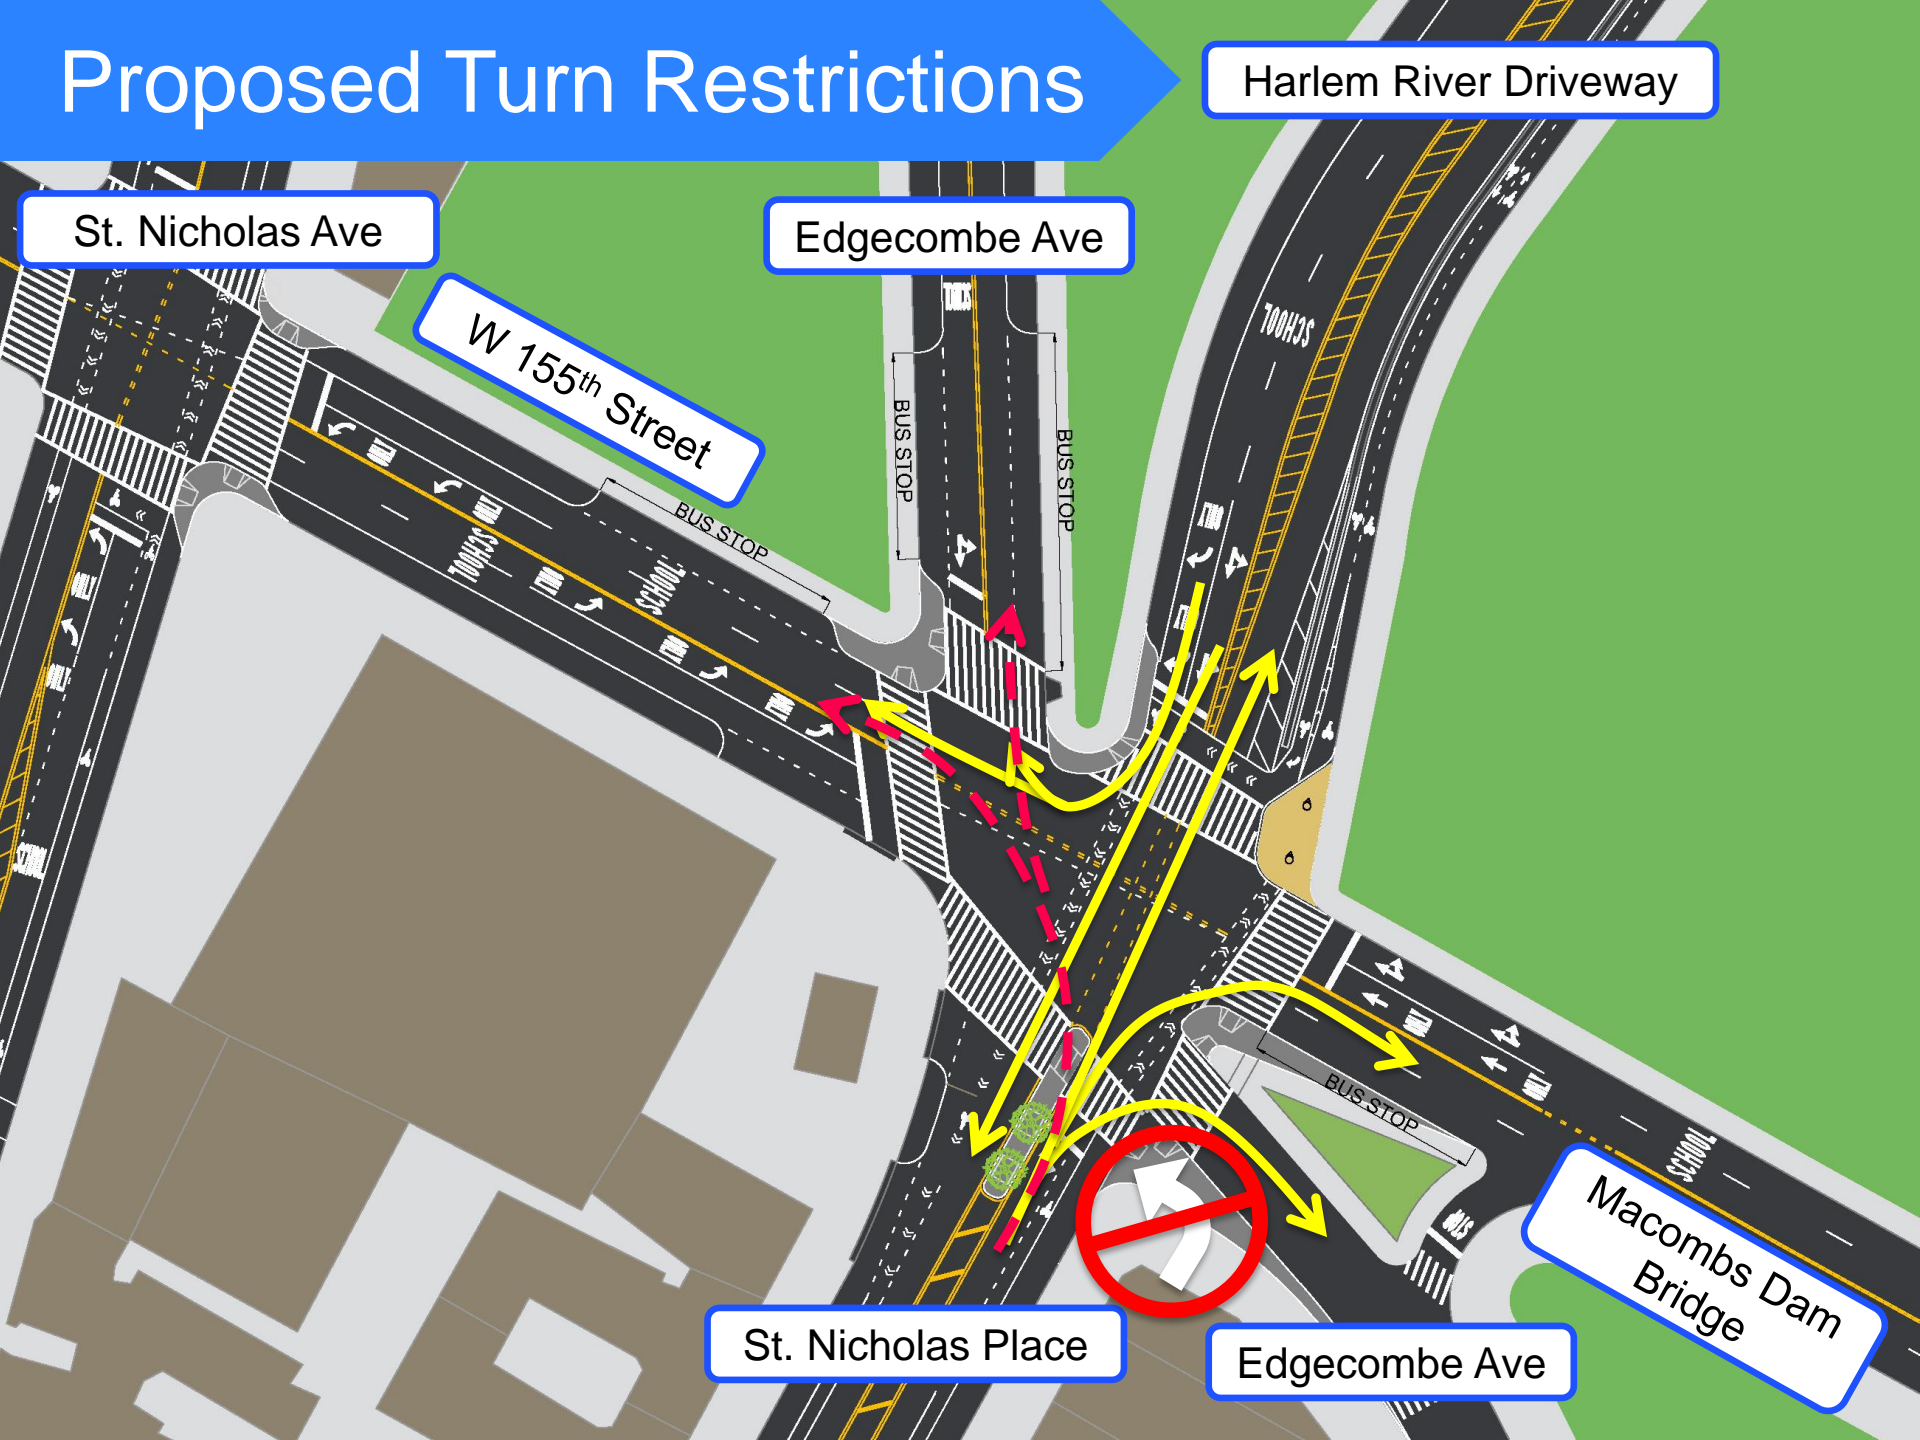 Proposed Turn Restrictions
Harlem River Driveway
St. Nicholas Ave
Edgecombe Ave
W 155th Street
SCHOOL
BUS STOP
BUS STOP
BUS STOP
SCHOOL
SCHOOL
BUS STOP
SCHOOL
STOP
Macombs Dam
Bridge
St. Nicholas Place
Edgecombe Ave